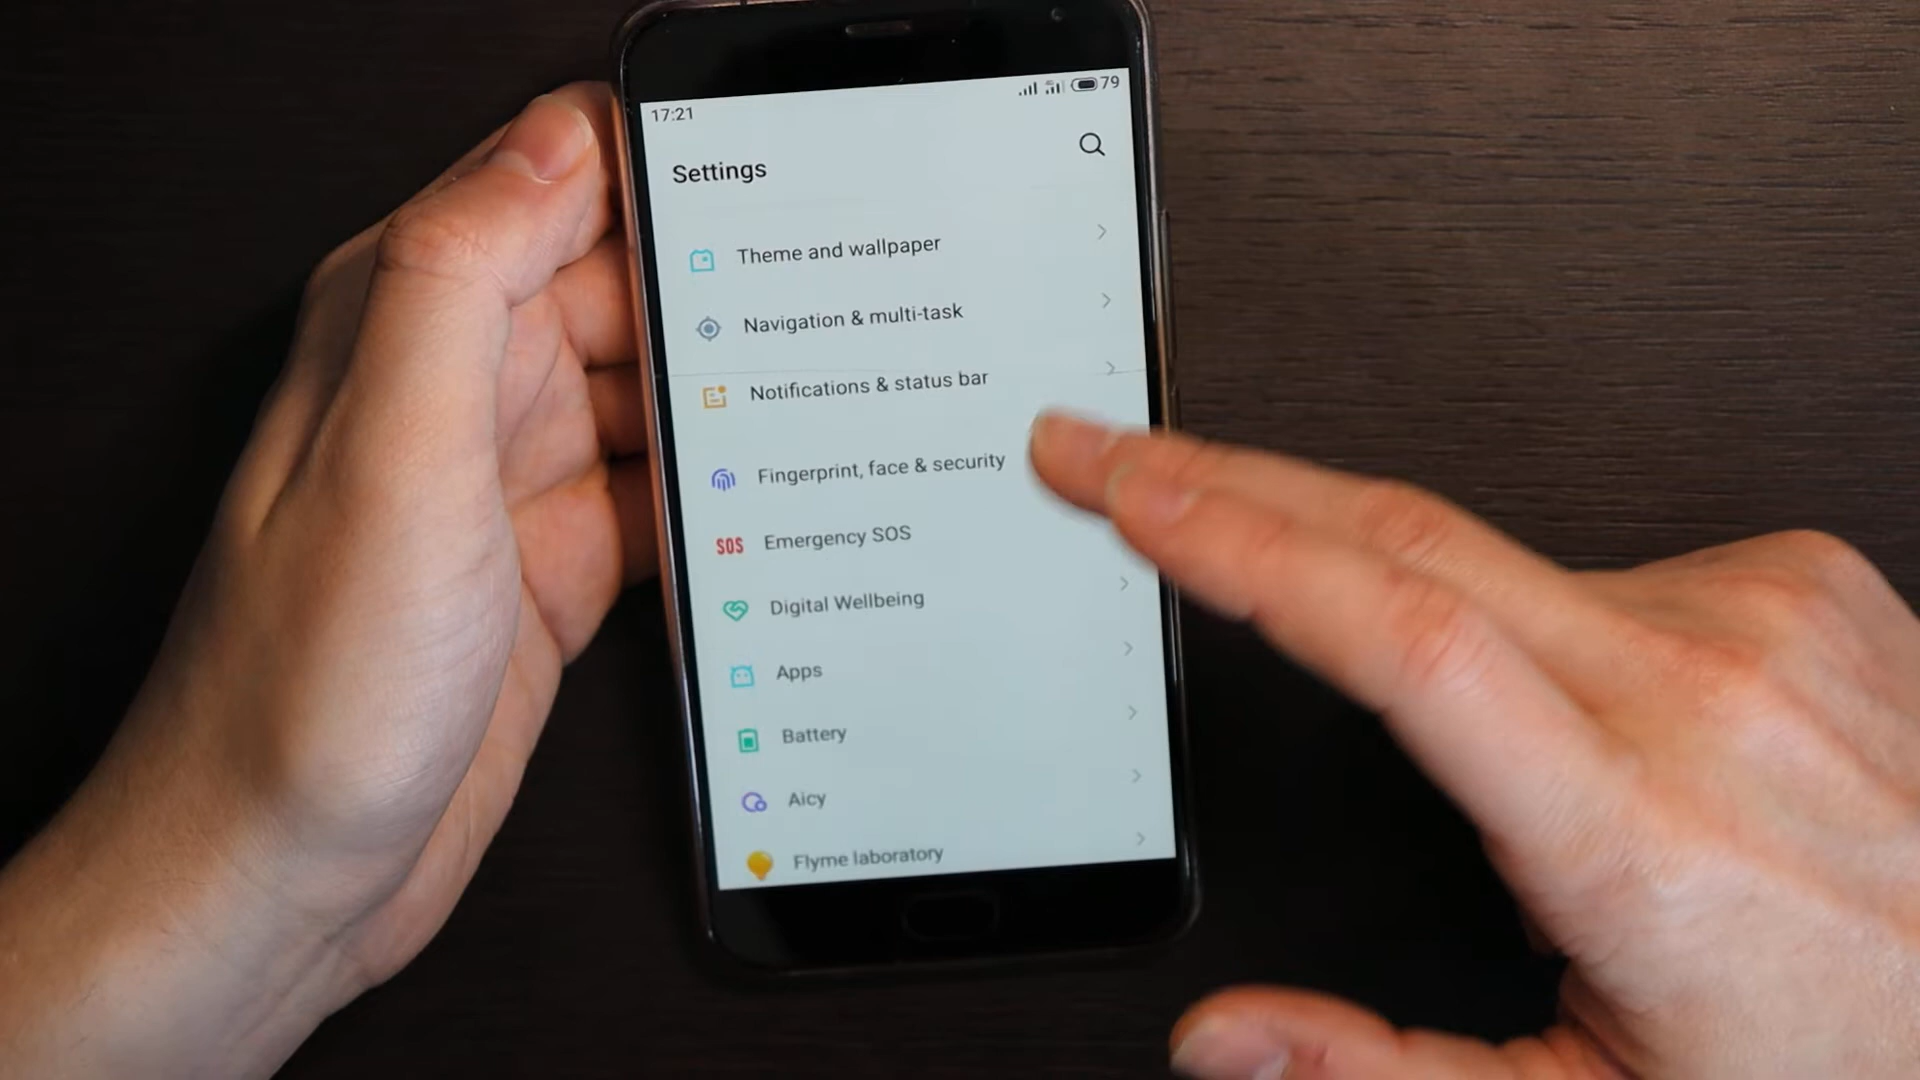 17:21
79
Settings
Theme and wallpaper
Navigation & multi-task
Notifications & status bar
Fingerprint, face & security
SOS Emergency SOS
Digital Wellbeing
Apps
Battery
Aicy
Flyme laboratory